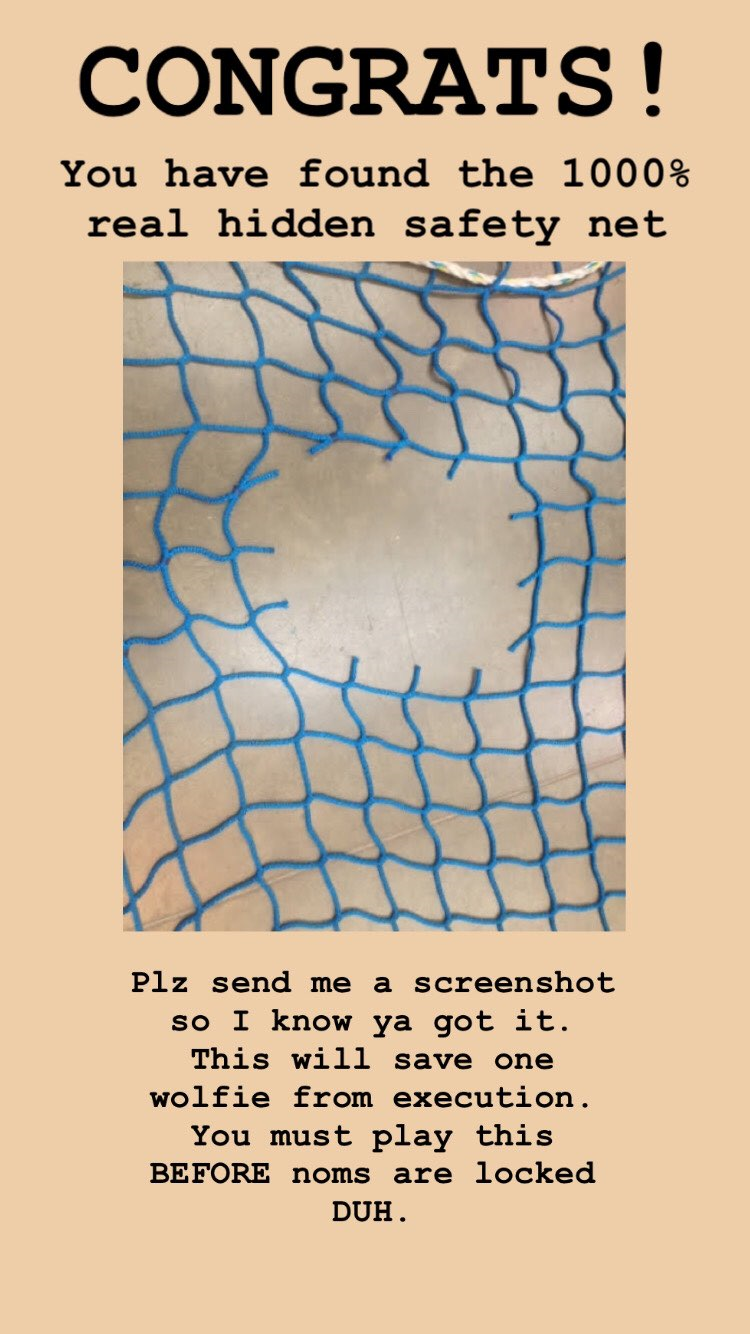 CONGRATS!
You have found the 1000%
real hidden safety net
Plz send me a screenshot
so I know ya got it.
This will save one
wolfie from execution.
You must play this
BEFORE noms are locked
DUH.